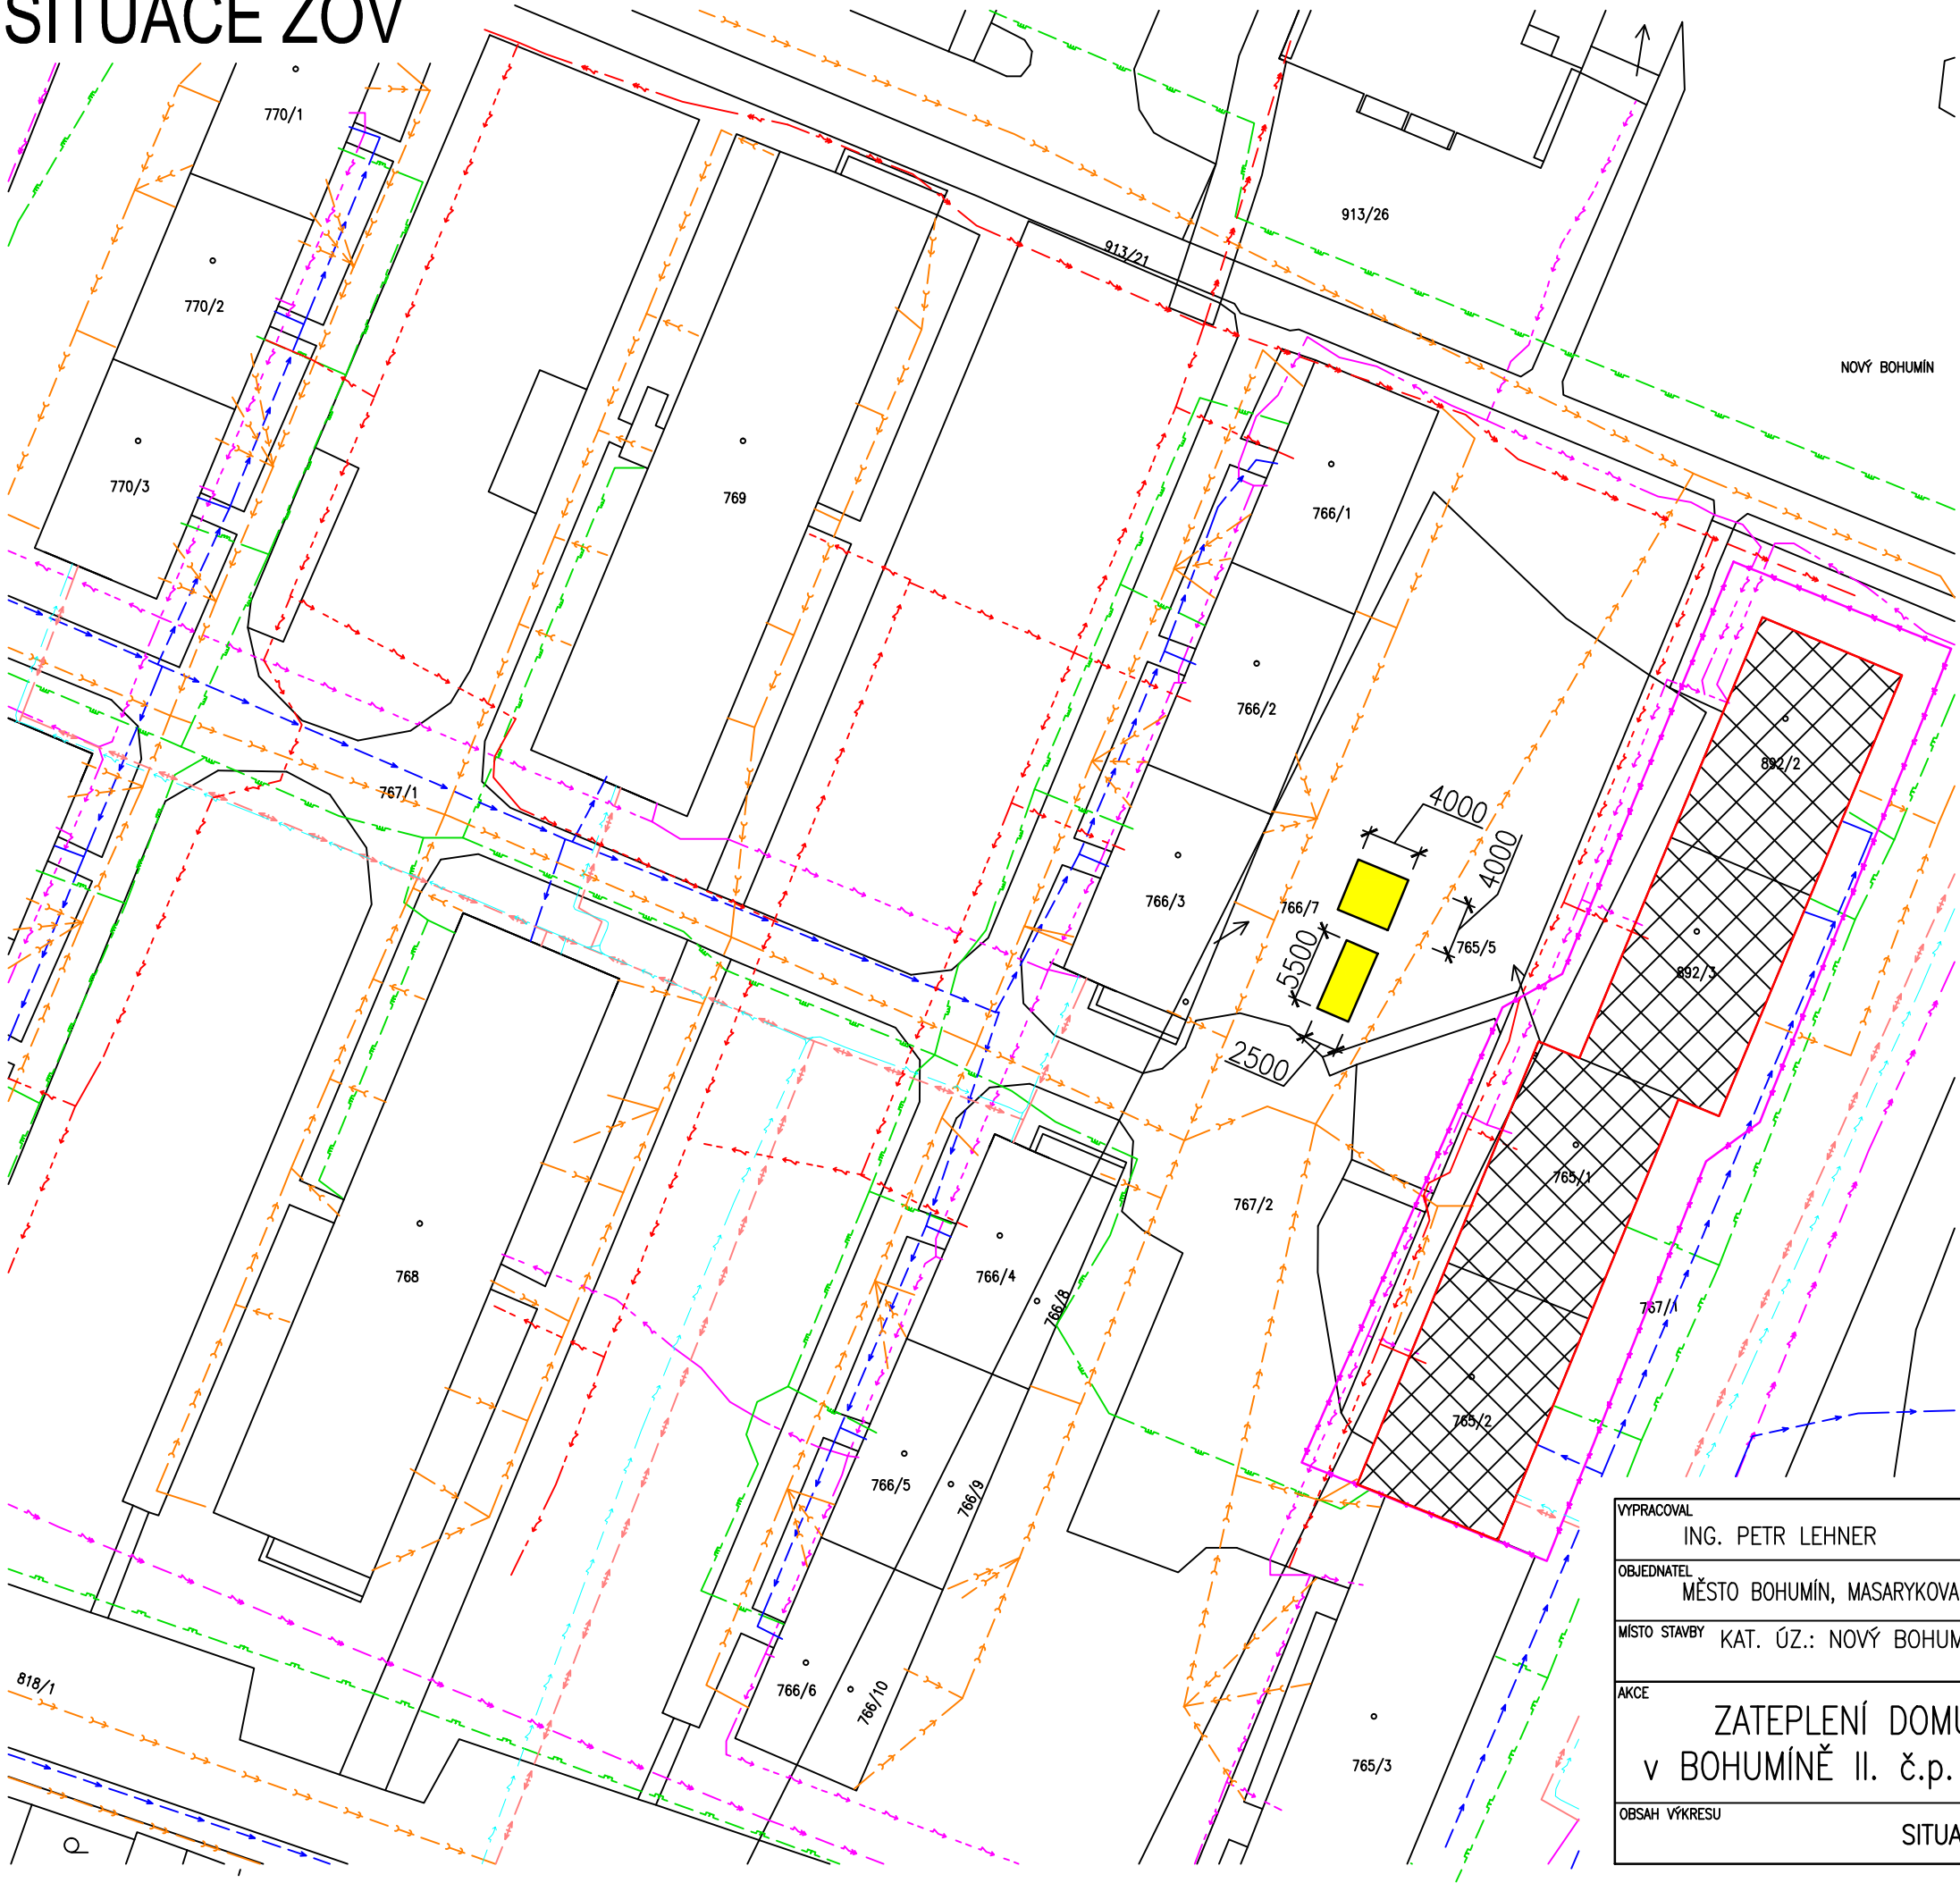 SITUACE ZOV
770/1
913/26
913/21
770/2
NOVÝ BOHUMÍN
770/3
769
766/1
766/2
892/2
767/1
4000
4000
766/3
766/7
765/5
5500
892/3
2500
765/1
767/2
768
766/4
766/8
767/1
765/2
766/5
766/9
VYPRACOVAL
ING. PETR LEHNER
OBJEDNATEL
MĚSTO BOHUMÍN, MASARYKOVA
MÍSTO STAVBY KAT. ÚZ.: NOVÝ BOHUM
818/1
766/6
766/10
AKCE
ZATEPLENÍ DOMU
v BOHUMÍNĚ II. č.p.
765/3
OBSAH VÝKRESU
SITUA